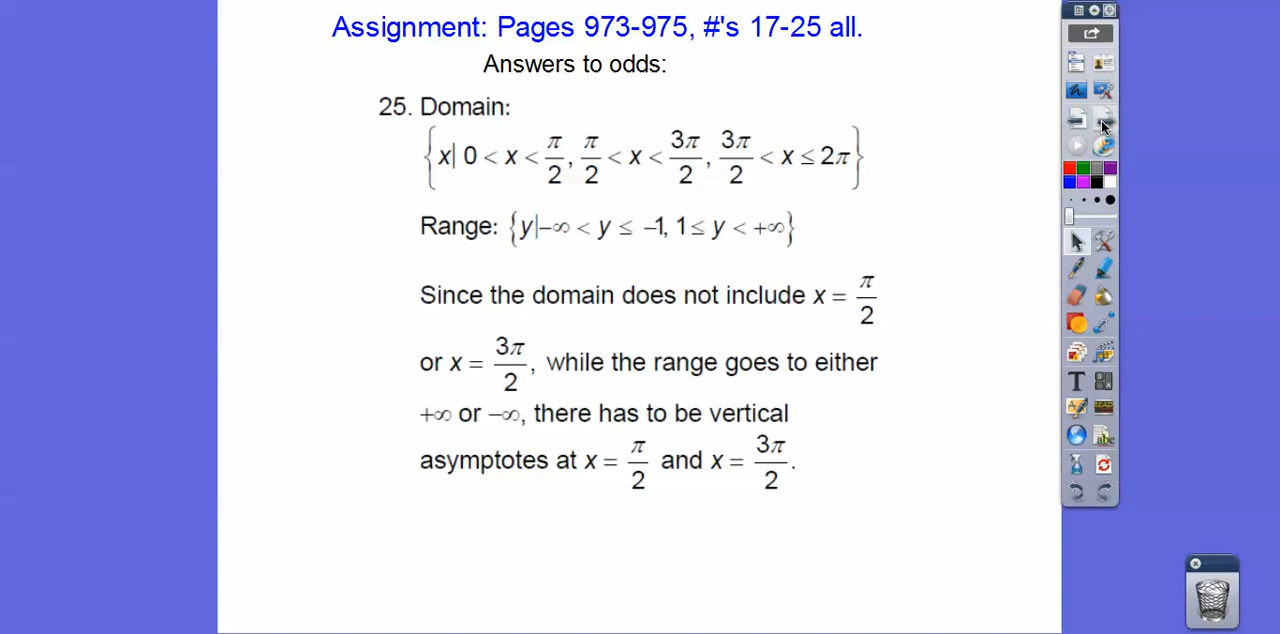 Assignment: Pages 973-975, #'s 17-25 all.
Answers to odds:
25. Domain:
{x| 0 < x < π/2, π/2 < x < 3π/2, 3π/2 < x ≤ 2π}
Range: {y|−∞ < y ≤ −1, 1 ≤ y < +∞}
Since the domain does not include x = π/2
or x = 3π/2, while the range goes to either
+∞ or −∞, there has to be vertical
asymptotes at x = π/2 and x = 3π/2.